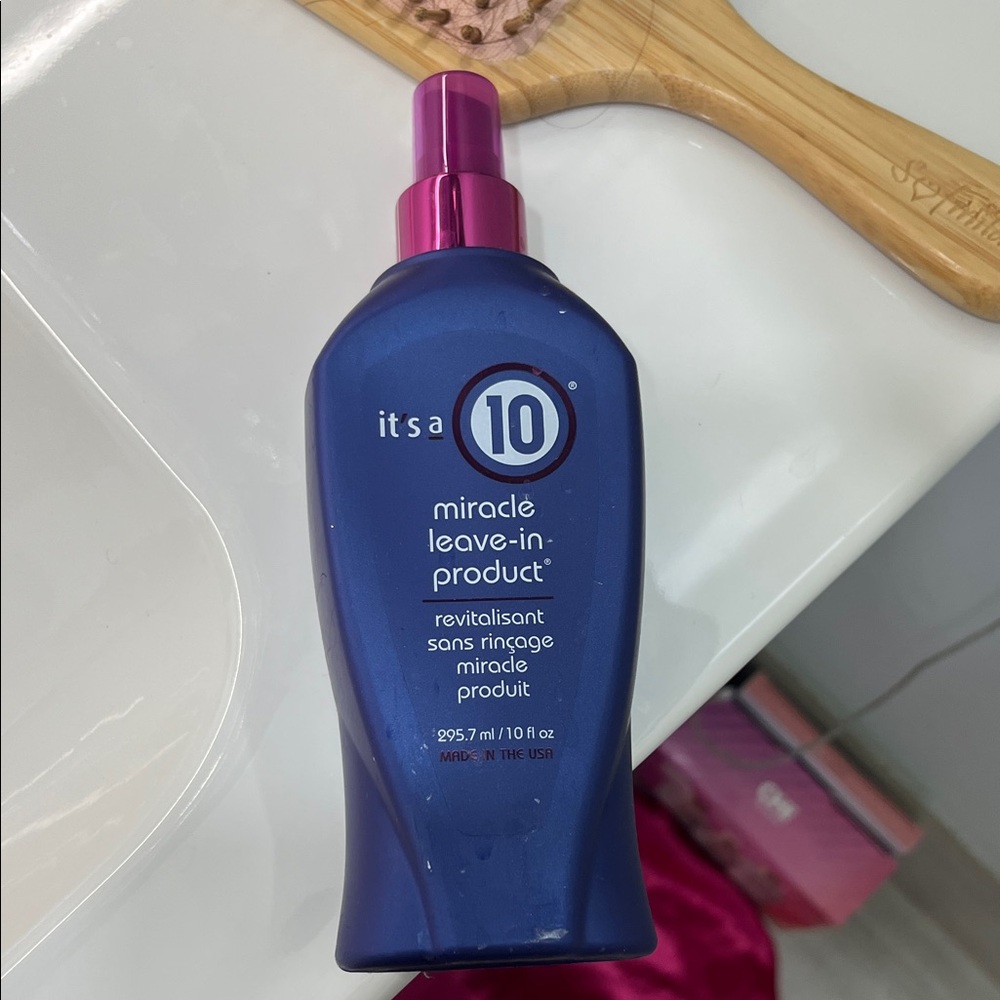 it's a 10®
miracle
leave-in
product®
revitalisant
sans rinçage
miracle
produit
295.7 ml / 10 fl oz
MADE IN THE USA
CHI